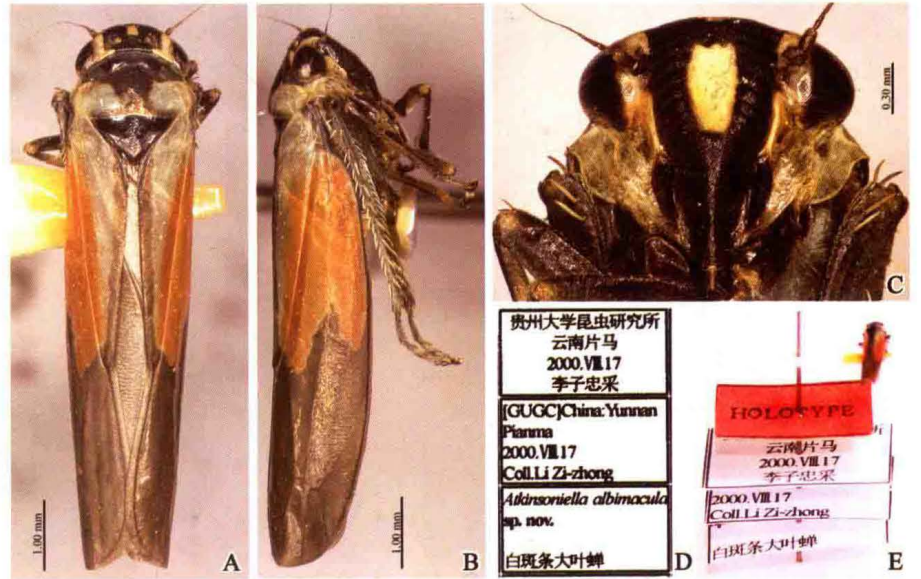 1.00 mm
A
1.00 mm
B
0.30 mm
C
贵州大学昆虫研究所
云南片马
2000.Ⅷ.17
李子忠采
[GUGC]China:Yunnan
Pianma
2000.Ⅷ.17
Coll.Li Zi-zhong
Atkinsoniella albimacula
sp. nov.
白斑条大叶蝉
D
HOLOTYPE
所
云南片马
2000.Ⅷ.17
李子忠采
2000.Ⅷ.17
Coll.Li Zi-zhong
白斑条大叶蝉
E